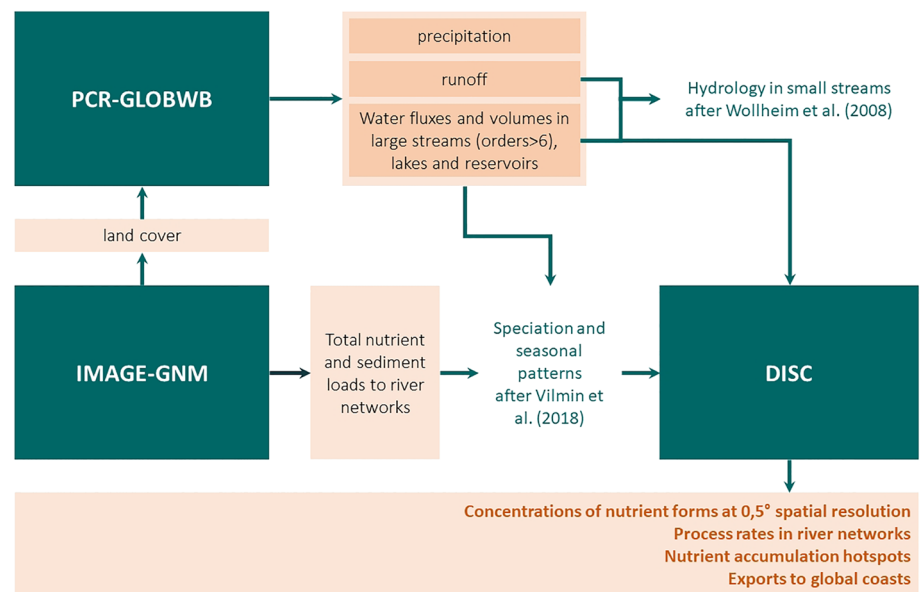 PCR-GLOBWB
precipitation
runoff
Water fluxes and volumes in
large streams (orders>6),
lakes and reservoirs
Hydrology in small streams
after Wollheim et al. (2008)
land cover
IMAGE-GNM
Total nutrient
and sediment
loads to river
networks
Speciation and
seasonal
patterns
after Vilmin et
al. (2018)
DISC
Concentrations of nutrient forms at 0,5° spatial resolution
Process rates in river networks
Nutrient accumulation hotspots
Exports to global coasts